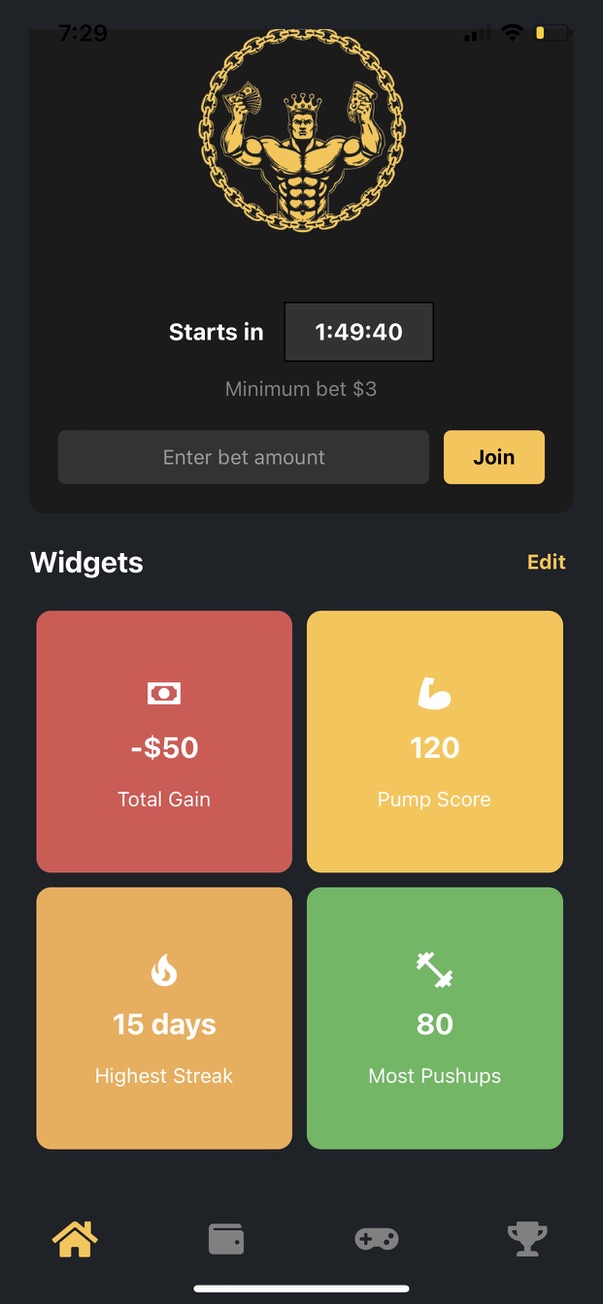 7:29
Starts in 1:49:40
Minimum bet $3
Enter bet amount Join
Widgets Edit
-$50 120
Total Gain Pump Score
15 days 80
Highest Streak Most Pushups